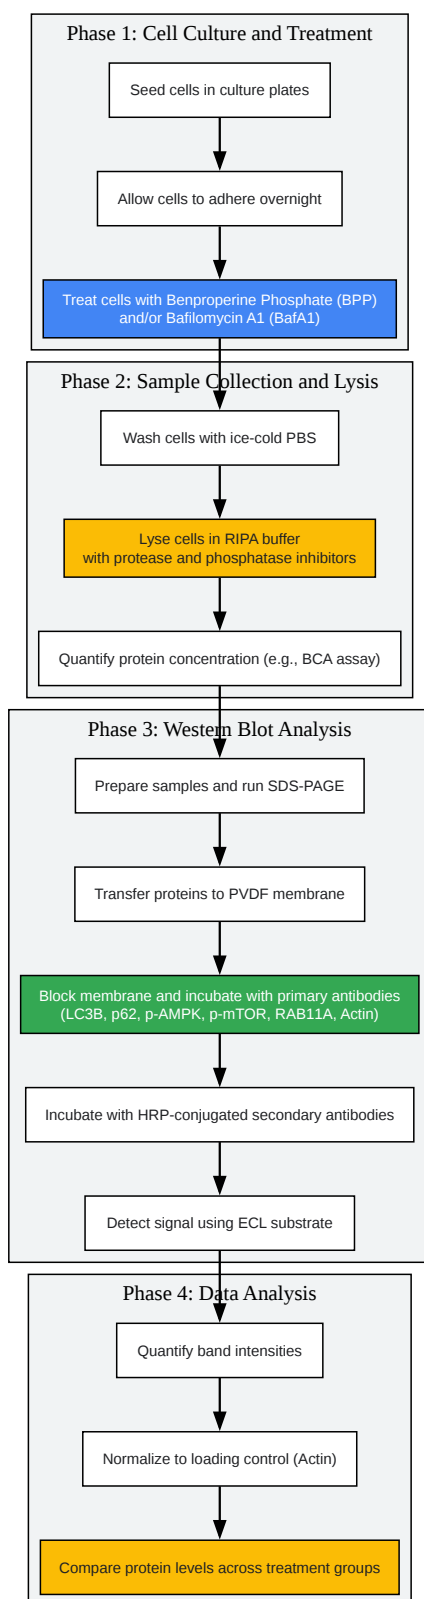 Phase 1: Cell Culture and Treatment
Seed cells in culture plates
Allow cells to adhere overnight
Treat cells with Benproperine Phosphate (BPP)
and/or Bafilomycin A1 (BafA1)
Phase 2: Sample Collection and Lysis
Wash cells with ice-cold PBS
Lyse cells in RIPA buffer
with protease and phosphatase inhibitors
Quantify protein concentration (e.g., BCA assay)
Phase 3: Western Blot Analysis
Prepare samples and run SDS-PAGE
Transfer proteins to PVDF membrane
Block membrane and incubate with primary antibodies
(LC3B, p62, p-AMPK, p-mTOR, RAB11A, Actin)
Incubate with HRP-conjugated secondary antibodies
Detect signal using ECL substrate
Phase 4: Data Analysis
Quantify band intensities
Normalize to loading control (Actin)
Compare protein levels across treatment groups